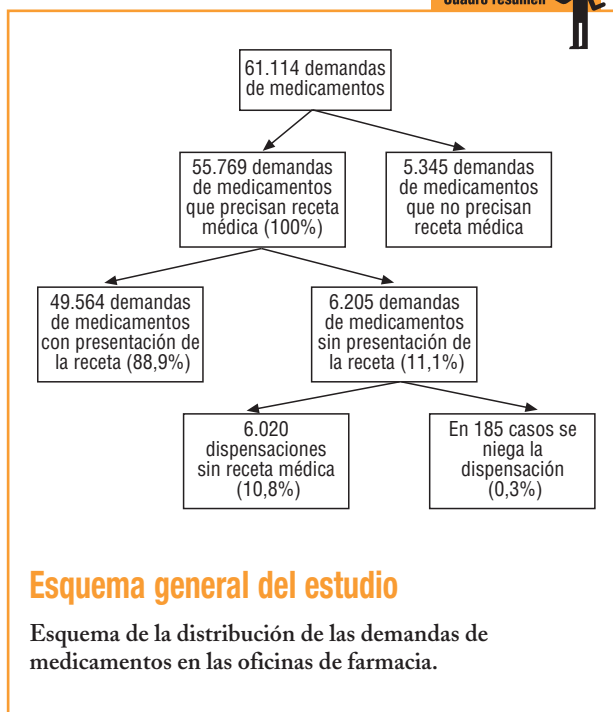 Cuadro resumen
61.114 demandas
de medicamentos
55.769 demandas
de medicamentos
que precisan receta
médica (100%)
5.345 demandas
de medicamentos
que no precisan
receta médica
49.564 demandas
de medicamentos
con presentación de
la receta (88,9%)
6.205 demandas
de medicamentos
sin presentación de
la receta (11,1%)
6.020
dispensaciones
sin receta médica
(10,8%)
En 185 casos se
niega la
dispensación
(0,3%)
Esquema general del estudio
Esquema de la distribución de las demandas de
medicamentos en las oficinas de farmacia.